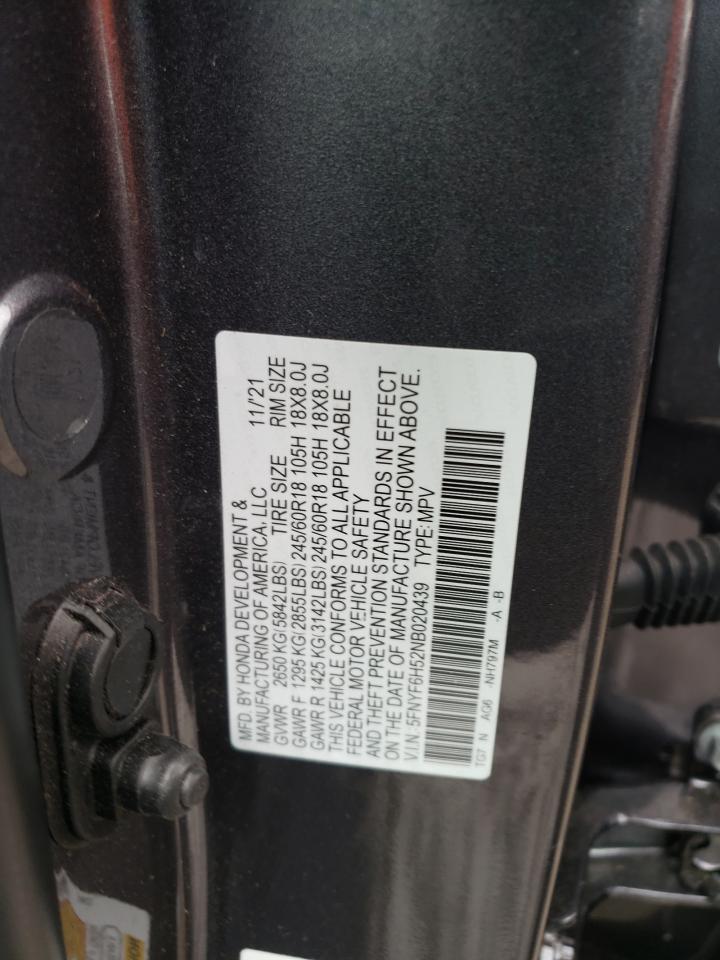 MFD. BY HONDA DEVELOPMENT &
MANUFACTURING OF AMERICA, LLC 11/'21
GVWR 2650 KG(5842LBS) TIRE SIZE RIM SIZE
GAWR F 1295 KG(2855LBS) 245/60R18 105H 18X8.0J
GAWR R 1425 KG(3142LBS) 245/60R18 105H 18X8.0J
THIS VEHICLE CONFORMS TO ALL APPLICABLE
FEDERAL MOTOR VEHICLE SAFETY
AND THEFT PREVENTION STANDARDS IN EFFECT
ON THE DATE OF MANUFACTURE SHOWN ABOVE.
V.I.N.: 5FNYF6H52NB020439 TYPE: MPV
TG7 N AG6 -NH797M -A -B